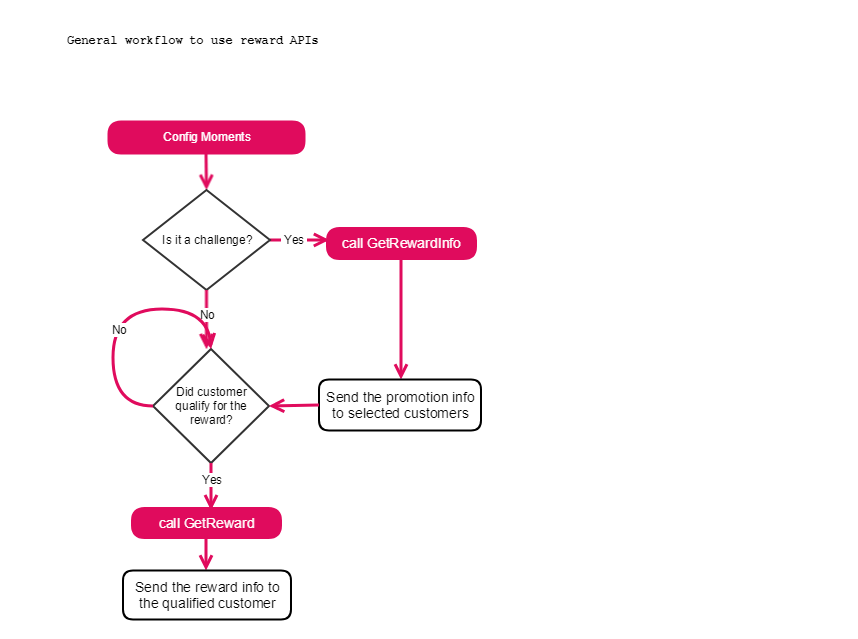 General workflow to use reward APIs
Config Moments
Is it a challenge?
Yes
call GetRewardInfo
No
No
Did customer
qualify for the
reward?
Send the promotion info
to selected customers
Yes
call GetReward
Send the reward info to
the qualified customer